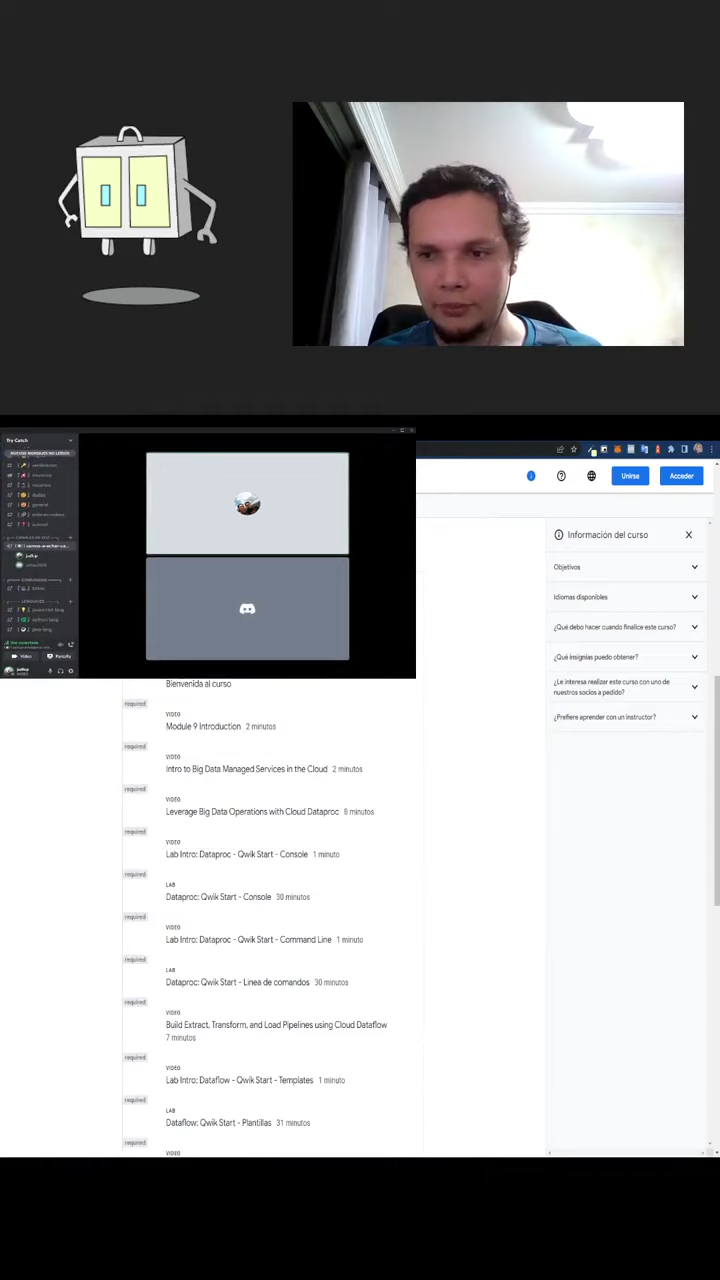 Try Catch
NUEVOS MENSAJES NO LEÍDOS
general
Video
Pantalla
Unirse
Acceder
Información del curso
Objetivos
Idiomas disponibles
¿Qué debo hacer cuando finalice este curso?
¿Qué insignias puedo obtener?
¿Le interesa realizar este curso con uno de
nuestros socios a pedido?
¿Prefiere aprender con un instructor?
Bienvenida al curso
required
VIDEO
Module 9 Introduction 2 minutos
required
VIDEO
Intro to Big Data Managed Services in the Cloud 2 minutos
required
VIDEO
Leverage Big Data Operations with Cloud Dataproc 8 minutos
required
VIDEO
Lab Intro: Dataproc - Qwik Start - Console 1 minuto
required
LAB
Dataproc: Qwik Start - Console 30 minutos
required
VIDEO
Lab Intro: Dataproc - Qwik Start - Command Line 1 minuto
required
LAB
Dataproc: Qwik Start - Línea de comandos 30 minutos
required
VIDEO
Build Extract, Transform, and Load Pipelines using Cloud Dataflow
7 minutos
required
VIDEO
Lab Intro: Dataflow - Qwik Start - Templates 1 minuto
required
LAB
Dataflow: Qwik Start - Plantillas 31 minutos
required
VIDEO